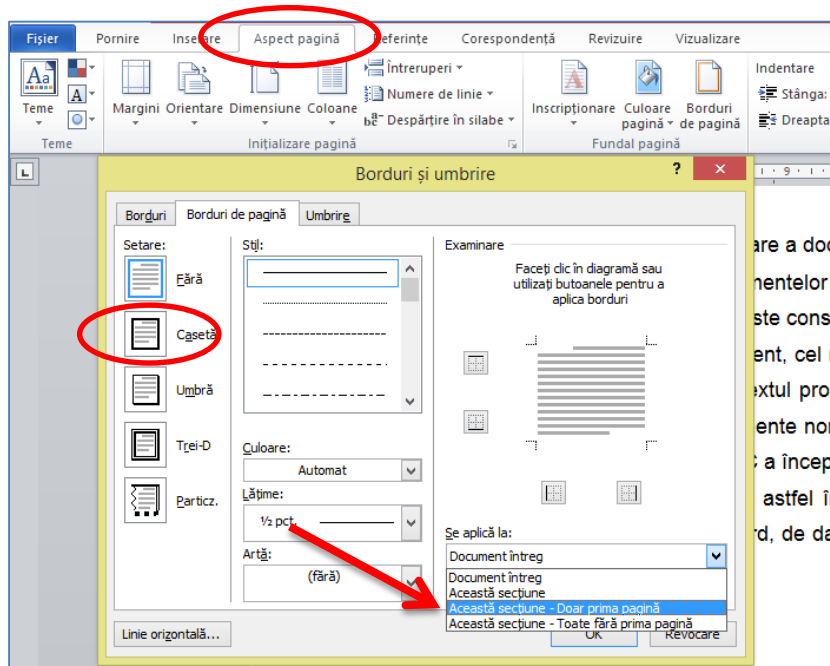 Fișier Pornire Inserare Aspect pagină Referințe Corespondență Revizuire Vizualizare
Aa
A
Teme
Margini Orientare Dimensiune Coloane
Întreruperi
Numere de linie
Despărțire în silabe
Inscripționare Culoare pagină Borduri de pagină
Indentare
Stânga:
Dreapta
Teme Inițializare pagină Fundal pagină
L
Borduri și umbrire ? ×
1 · 9 · 1
Borduri Borduri de pagină Umbrire
Setare:
Fără
Casetă
Umbră
Trei-D
Particz.
Stil:
Culoare:
Automat
Lățime:
½ pct.
Artă:
(fără)
Examinare
Faceți clic în diagramă sau
utilizați butoanele pentru a
aplica borduri
Se aplică la:
Document întreg
Document întreg
Această secțiune
Această secțiune - Doar prima pagină
Această secțiune - Toate fără prima pagină
Linie orizontală... OK Revocare
are a doc
mentelor
ste cons
ent, cel
extul pro
ente nor
a încep
astfel în
rd, de da